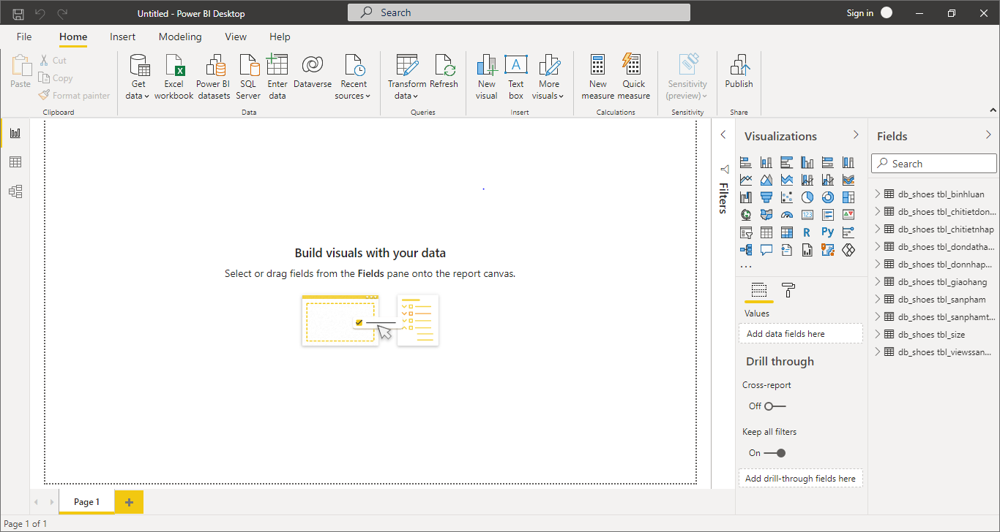 Untitled - Power BI Desktop
Search
Sign in
File
Home
Insert
Modeling
View
Help
Paste
Cut
Copy
Format painter
Clipboard
Get
data
Excel
workbook
Power BI
datasets
SQL
Server
Enter
data
Dataverse
Recent
sources
Data
Transform
data
Refresh
Queries
New
visual
Text
box
More
visuals
Insert
New
measure
Quick
measure
Calculations
Sensitivity
(preview)
Sensitivity
Publish
Share
Build visuals with your data
Select or drag fields from the Fields pane onto the report canvas.
Filters
Visualizations
123
R
Py
...
Values
Add data fields here
Drill through
Cross-report
Off
Keep all filters
On
Add drill-through fields here
Fields
Search
db_shoes tbl_binhluan
db_shoes tbl_chitietdon...
db_shoes tbl_chitietnhap
db_shoes tbl_dondatha...
db_shoes tbl_donnhap...
db_shoes tbl_giaohang
db_shoes tbl_sanpham
db_shoes tbl_sanphamt...
db_shoes tbl_size
db_shoes tbl_viewssan...
Page 1
Page 1 of 1